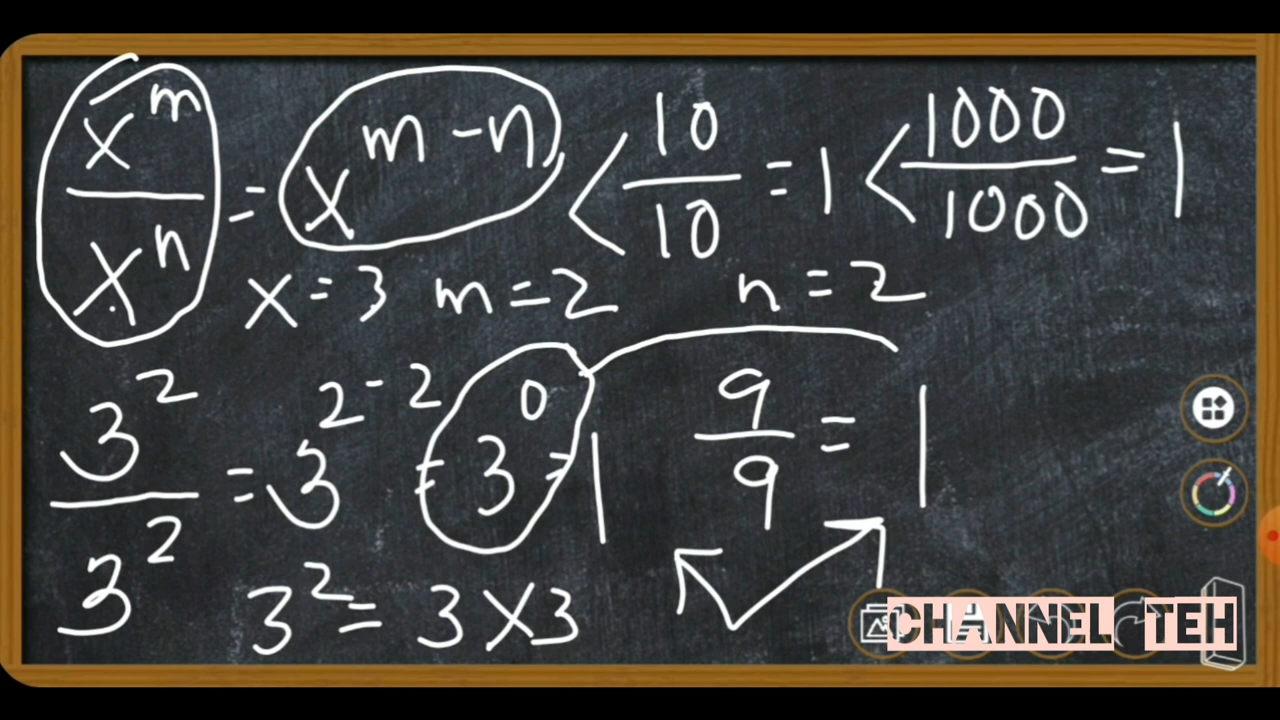 x^m / x^n = x^(m-n) < 10/10 = 1 < 1000/1000 = 1
x=3 m=2 n=2
3^2 / 3^2 = 3^(2-2) = 3^0 = 1 9/9 = 1
3^2 = 3×3
CHANNEL TEH